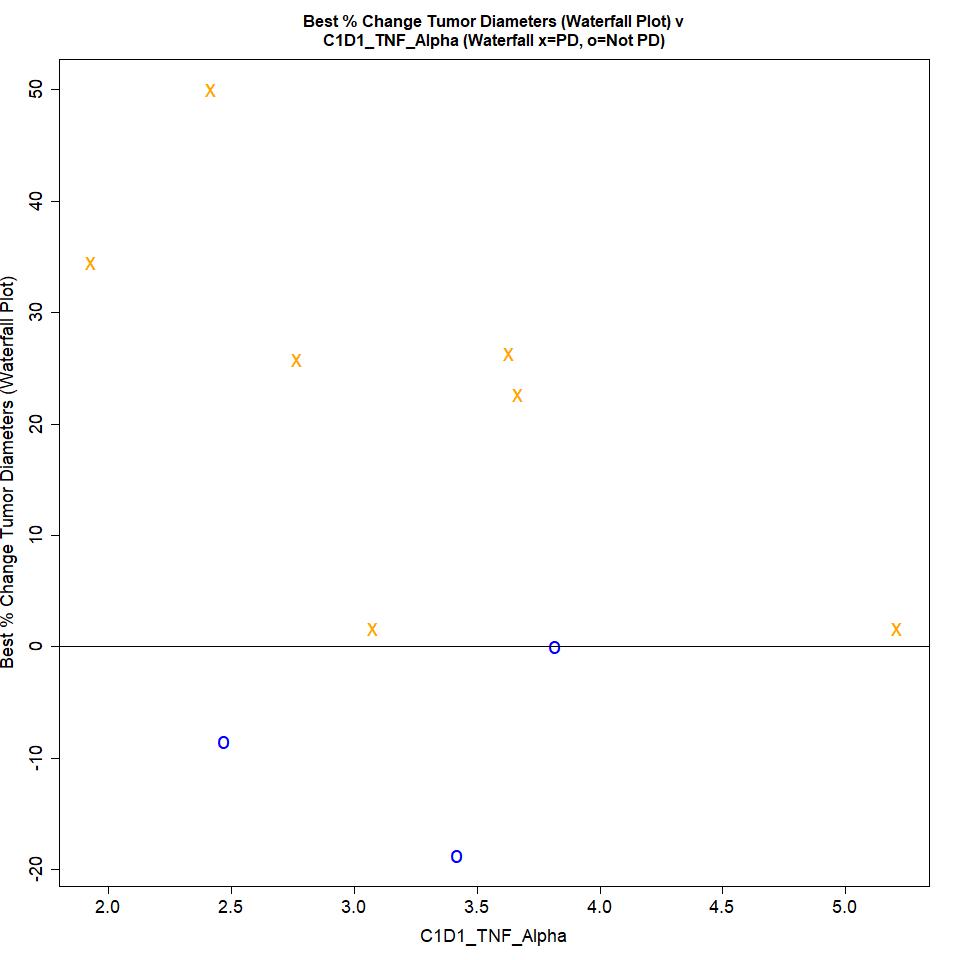 Best % Change Tumor Diameters (Waterfall Plot) v
C1D1_TNF_Alpha (Waterfall x=PD, o=Not PD)
Best % Change Tumor Diameters (Waterfall Plot)
50
40
30
20
10
0
-10
-20
X
X
X
X
X
X
X
O
O
O
2.0 2.5 3.0 3.5 4.0 4.5 5.0
C1D1_TNF_Alpha